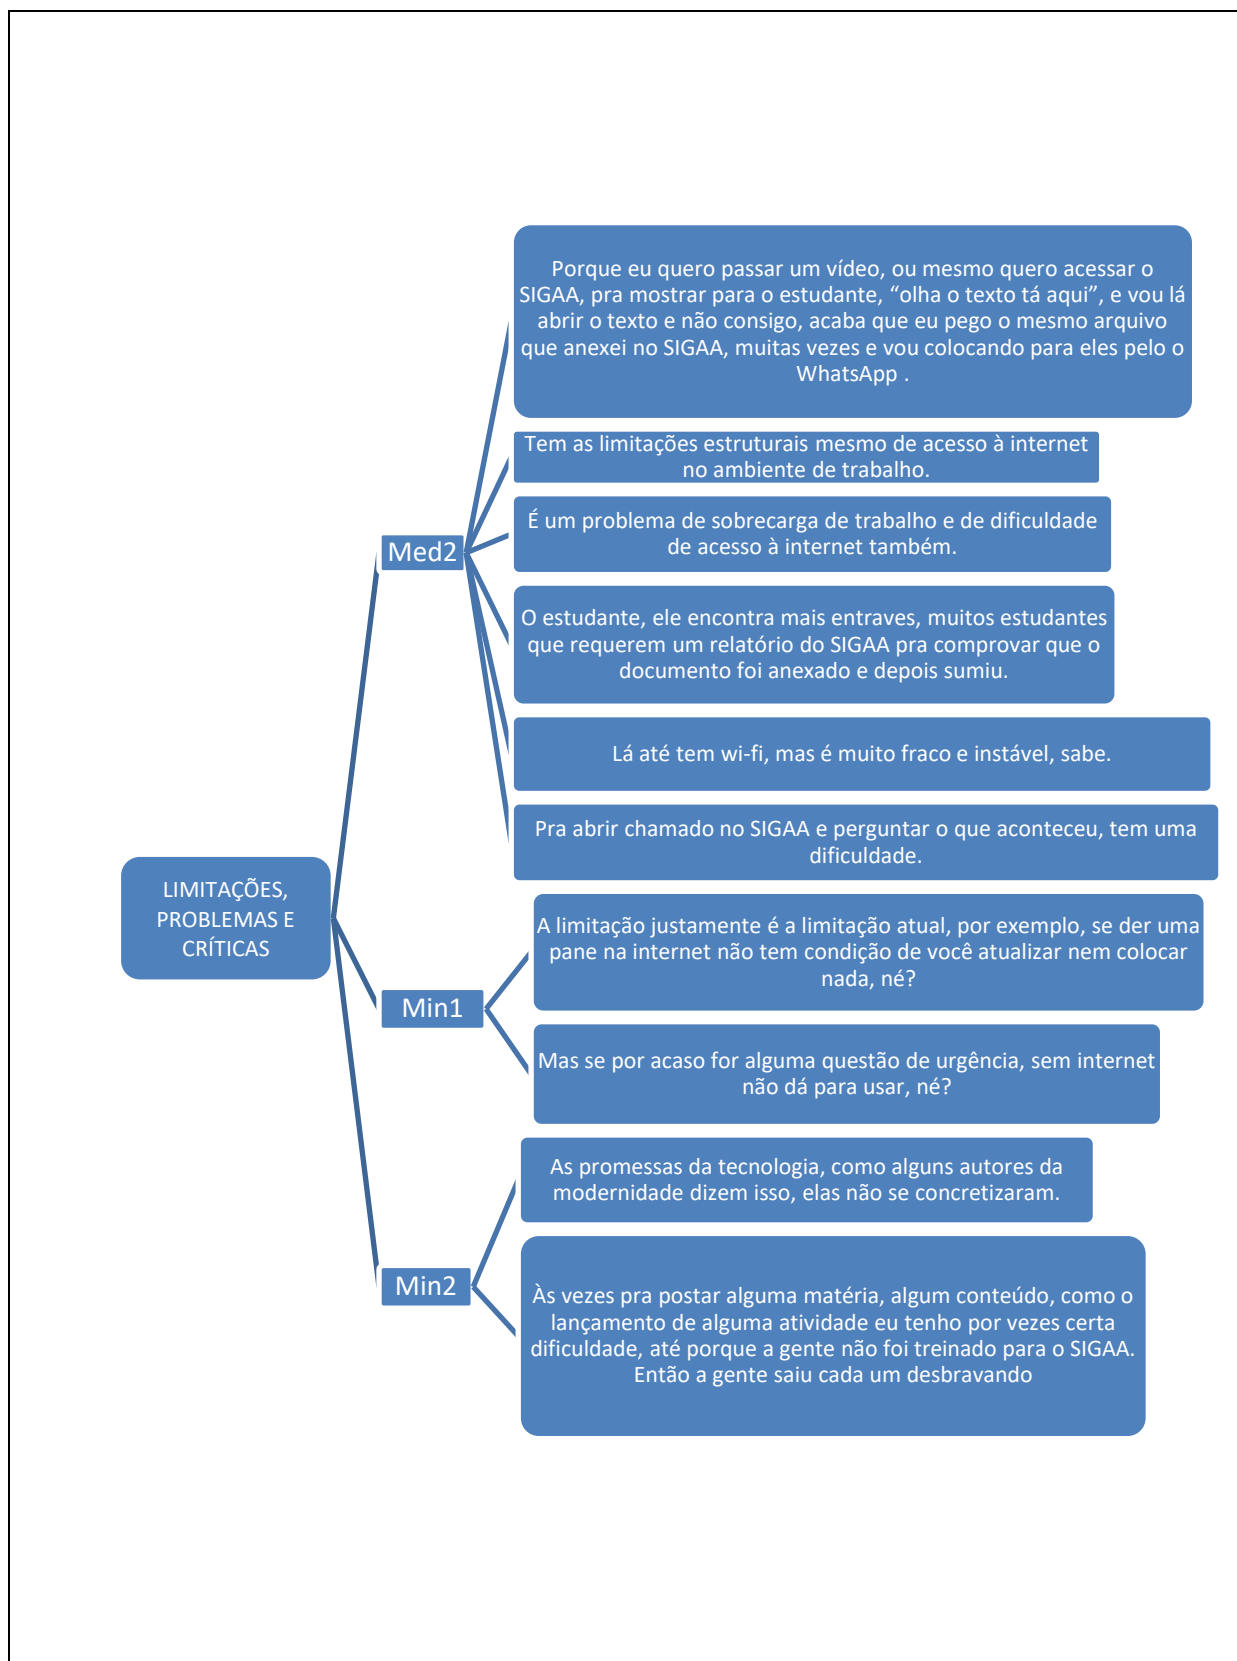 LIMITAÇÕES,
PROBLEMAS E
CRÍTICAS
Med2
Porque eu quero passar um vídeo, ou mesmo quero acessar o
SIGAA, pra mostrar para o estudante, “olha o texto tá aqui”, e vou lá
abrir o texto e não consigo, acaba que eu pego o mesmo arquivo
que anexei no SIGAA, muitas vezes e vou colocando para eles pelo o
WhatsApp .
Tem as limitações estruturais mesmo de acesso à internet
no ambiente de trabalho.
É um problema de sobrecarga de trabalho e de dificuldade
de acesso à internet também.
O estudante, ele encontra mais entraves, muitos estudantes
que requerem um relatório do SIGAA pra comprovar que o
documento foi anexado e depois sumiu.
Lá até tem wi-fi, mas é muito fraco e instável, sabe.
Pra abrir chamado no SIGAA e perguntar o que aconteceu, tem uma
dificuldade.
Min1
A limitação justamente é a limitação atual, por exemplo, se der uma
pane na internet não tem condição de você atualizar nem colocar
nada, né?
Mas se por acaso for alguma questão de urgência, sem internet
não dá para usar, né?
Min2
As promessas da tecnologia, como alguns autores da
modernidade dizem isso, elas não se concretizaram.
Às vezes pra postar alguma matéria, algum conteúdo, como o
lançamento de alguma atividade eu tenho por vezes certa
dificuldade, até porque a gente não foi treinado para o SIGAA.
Então a gente saiu cada um desbravando